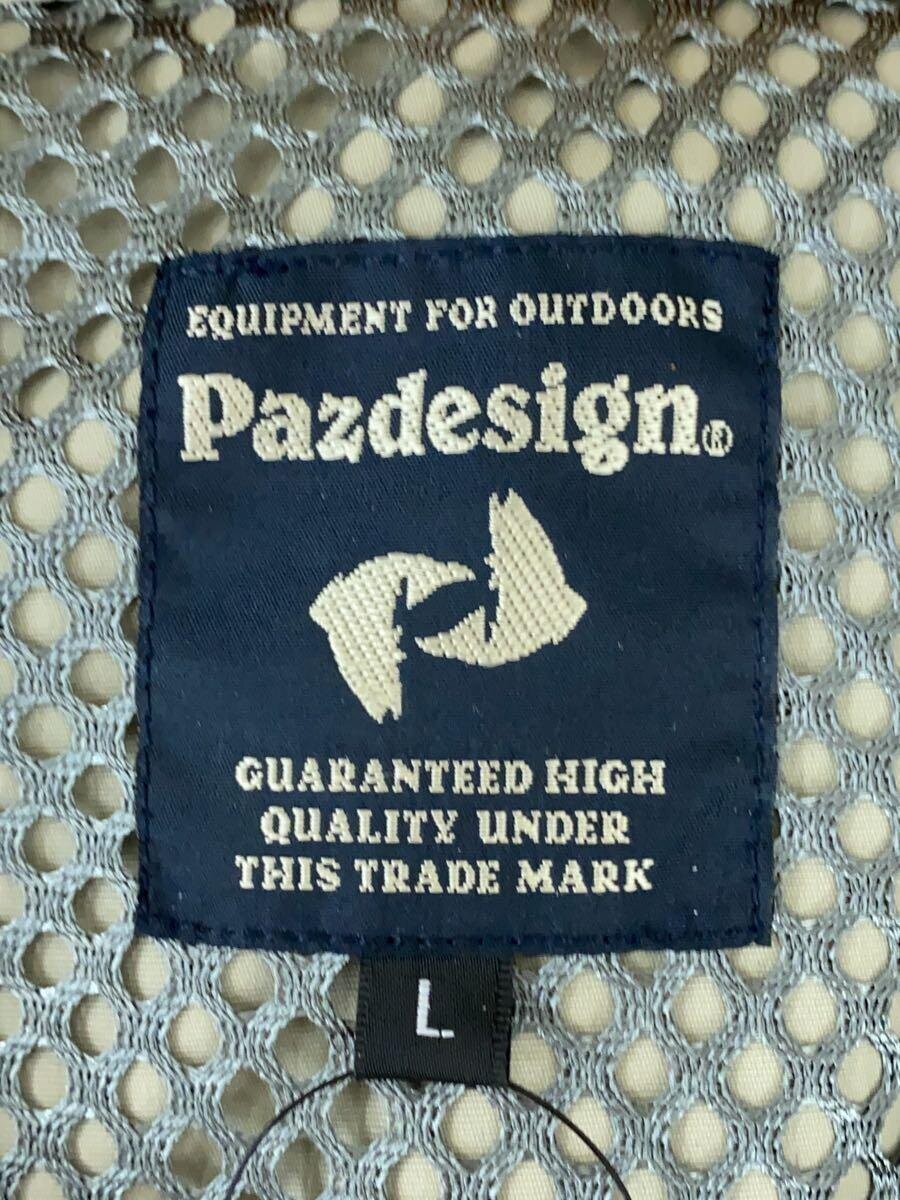 EQUIPMENT FOR OUTDOORS
Pazdesign®
GUARANTEED HIGH
QUALITY UNDER
THIS TRADE MARK
L